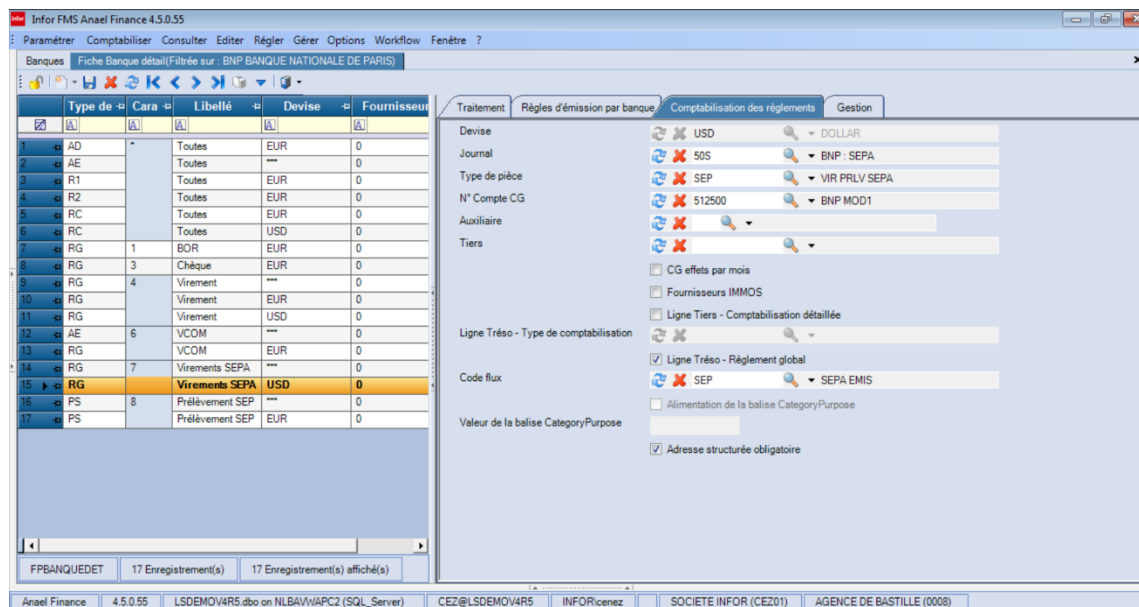 infor Infor FMS Anael Finance 4.5.0.55
Paramétrer Comptabiliser Consulter Editer Régler Gérer Options Workflow Fenêtre ?
Banques Fiche Banque détail(Filtrée sur : BNP BANQUE NATIONALE DE PARIS)
Type de Cara Libellé Devise Fournisseur
1 AD * Toutes EUR 0
2 AE Toutes *** 0
3 R1 Toutes EUR 0
4 R2 Toutes EUR 0
5 RC Toutes EUR 0
6 RC Toutes USD 0
7 RG 1 BOR EUR 0
8 RG 3 Chèque EUR 0
9 RG 4 Virement *** 0
10 RG Virement EUR 0
11 RG Virement USD 0
12 AE 6 VCOM *** 0
13 RG VCOM EUR 0
14 RG 7 Virements SEPA *** 0
15 RG Virements SEPA USD 0
16 PS 8 Prélèvement SEP *** 0
17 PS Prélèvement SEP EUR 0
FPBANQUEDET 17 Enregistrement(s) 17 Enregistrement(s) affiché(s)
Traitement Règles d'émission par banque Comptabilisation des règlements Gestion
Devise USD DOLLAR
Journal 50S BNP : SEPA
Type de pièce SEP VIR PRLV SEPA
N° Compte CG 512500 BNP MOD1
Auxiliaire
Tiers
CG effets par mois
Fournisseurs IMMOS
Ligne Tiers - Comptabilisation détaillée
Ligne Tréso - Type de comptabilisation
Ligne Tréso - Règlement global
Code flux SEP SEPA EMIS
Alimentation de la balise CategoryPurpose
Valeur de la balise CategoryPurpose
Adresse structurée obligatoire
Anael Finance 4.5.0.55 LSDEMOV4R5.dbo on NLBAVWAPC2 (SQL_Server) CEZ@LSDEMOV4R5 INFOR\cenez SOCIETE INFOR (CEZ01) AGENCE DE BASTILLE (0008)